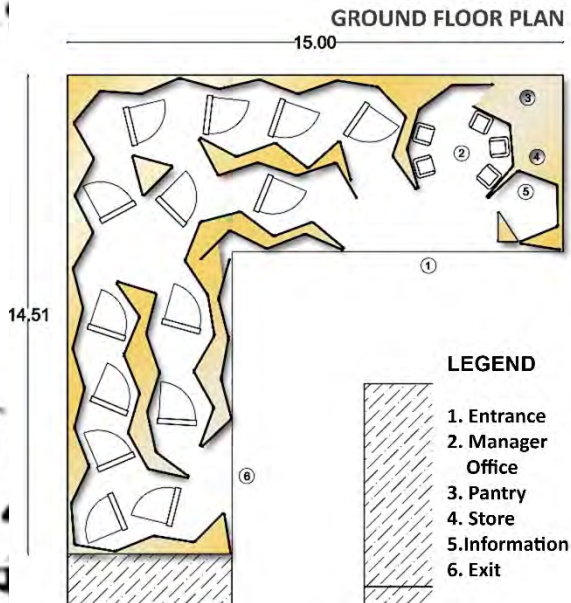 GROUND FLOOR PLAN
15.00
3
2
4
5
14.51
1
6
LEGEND
1. Entrance
2. Manager
Office
3. Pantry
4. Store
5.Information
6. Exit